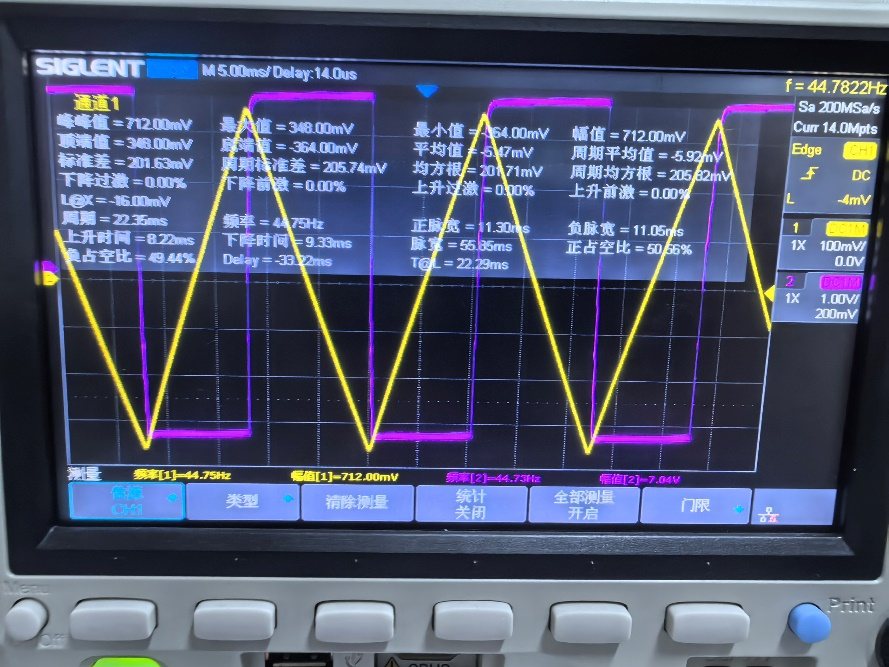 SIGLENT M 5.00ms/ Delay:14.0us
f = 44.7822Hz
Sa 200MSa/s
Curr 14.0Mpts
Edge CH1
DC
L -4mV
1 DC1M
1X 100mV/
0.0V
2 DC1M
1X 1.00V/
200mV
通道1
峰峰值 = 712.00mV 最大值 = 348.00mV 最小值 = -364.00mV 幅值 = 712.00mV
顶端值 = 348.00mV 底端值 = -364.00mV 平均值 = -5.47mV 周期平均值 = -5.92mV
标准差 = 201.63mV 周期标准差 = 205.74mV 均方根 = 201.71mV 周期均方根 = 205.82mV
下降过激 = 0.00% 下降前激 = 0.00% 上升过激 = 0.00% 上升前激 = 0.00%
L@X = -16.00mV
周期 = 22.35ms 频率 = 44.75Hz 正脉宽 = 11.30ms 负脉宽 = 11.05ms
上升时间 = 8.22ms 下降时间 = 9.33ms 脉宽 = 55.85ms 正占空比 = 50.56%
负占空比 = 49.44% Delay = -33.22ms T@L = 22.29ms
测量 频率[1]=44.75Hz 幅值[1]=712.00mV 频率[2]=44.73Hz 幅值[2]=7.04V
信源 类型 清除测量 统计 全部测量 门限
CH1 关闭 开启
Menu
Off
Print